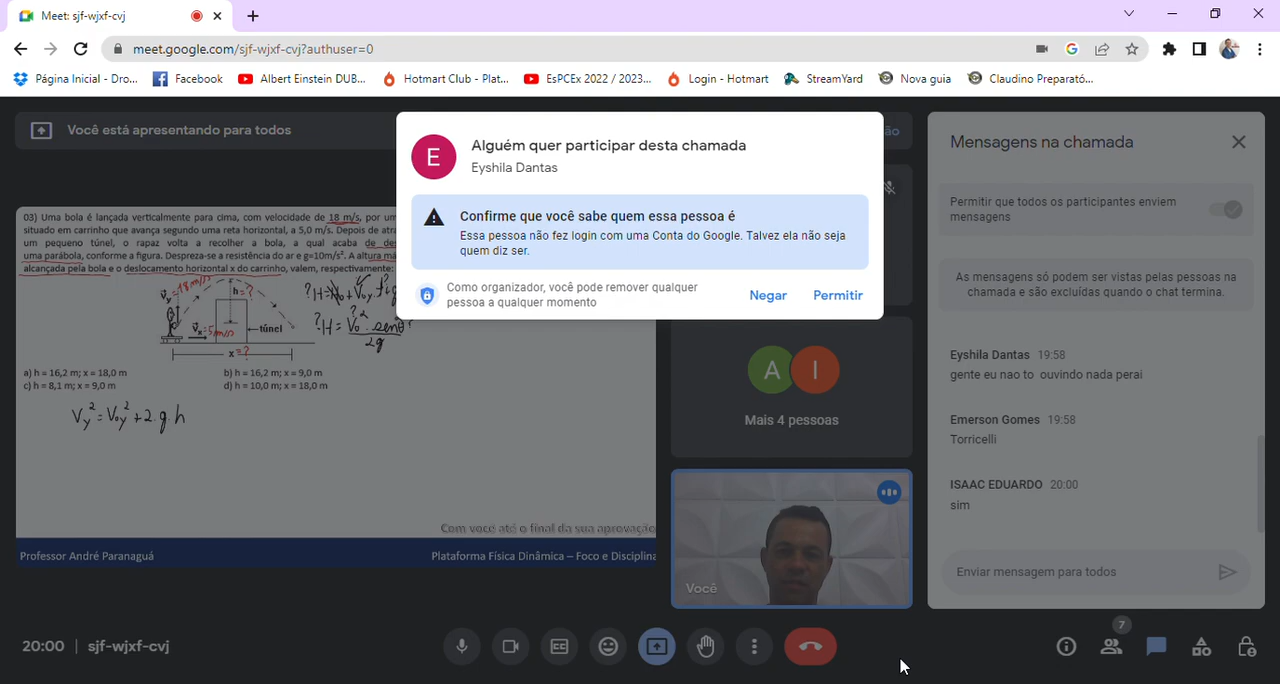 Meet: sjf-wjxf-cvj
meet.google.com/sjf-wjxf-cvj?authuser=0
Página Inicial - Dro...
Facebook
Albert Einstein DUB...
Hotmart Club - Plat...
EsPCEx 2022 / 2023...
Login - Hotmart
StreamYard
Nova guia
Claudino Preparató...
Você está apresentando para todos
ão
E
Alguém quer participar desta chamada
Eyshila Dantas
Confirme que você sabe quem essa pessoa é
Essa pessoa não fez login com uma Conta do Google. Talvez ela não seja
quem diz ser.
Como organizador, você pode remover qualquer
pessoa a qualquer momento
Negar
Permitir
03) Uma bola é lançada verticalmente para cima, com velocidade de 18 m/s, por um
situado em carrinho que avança segundo uma reta horizontal, a 5,0 m/s. Depois de atra
um pequeno túnel, o rapaz volta a recolher a bola, a qual acaba de des
uma parábola, conforme a figura. Despreza-se a resistência do ar e g=10m/s². A altura má
alcançada pela bola e o deslocamento horizontal x do carrinho, valem, respectivamente:
h=?
túnel
x=?
a) h = 16,2 m; x = 18,0 m
b) h = 16,2 m; x = 9,0 m
c) h = 8,1 m; x = 9,0 m
d) h = 10,0 m; x = 18,0 m
Vy² = Voy² + 2.g.h
Com você até o final da sua aprovação
Professor André Paranaguá
Plataforma Física Dinâmica – Foco e Disciplina
A
I
Mais 4 pessoas
Você
Mensagens na chamada
Permitir que todos os participantes enviem
mensagens
As mensagens só podem ser vistas pelas pessoas na
chamada e são excluídas quando o chat termina.
Eyshila Dantas 19:58
gente eu nao to ouvindo nada perai
Emerson Gomes 19:58
Torricelli
ISAAC EDUARDO 20:00
sim
Enviar mensagem para todos
20:00 | sjf-wjxf-cvj
7